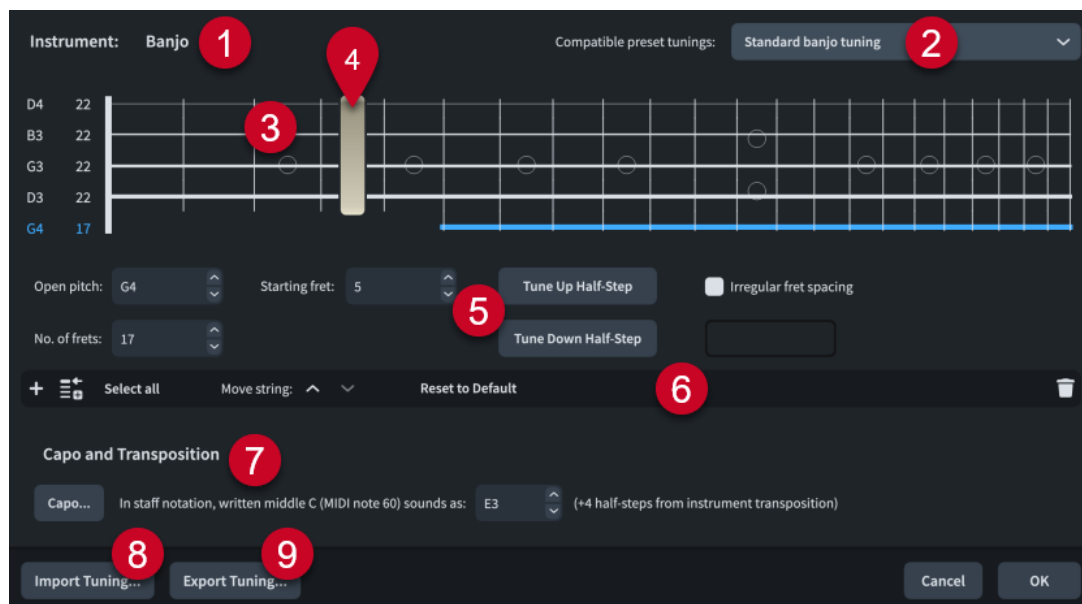 Instrument: Banjo 1 Compatible preset tunings: Standard banjo tuning 2
4
D4 22
3
B3 22
G3 22
D3 22
G4 17
Open pitch: G4 Starting fret: 5 Tune Up Half-Step Irregular fret spacing
5
No. of frets: 17 Tune Down Half-Step
Select all Move string: Reset to Default 6
Capo and Transposition 7
Capo... In staff notation, written middle C (MIDI note 60) sounds as: E3 (+4 half-steps from instrument transposition)
8 9
Import Tuning... Export Tuning... Cancel OK